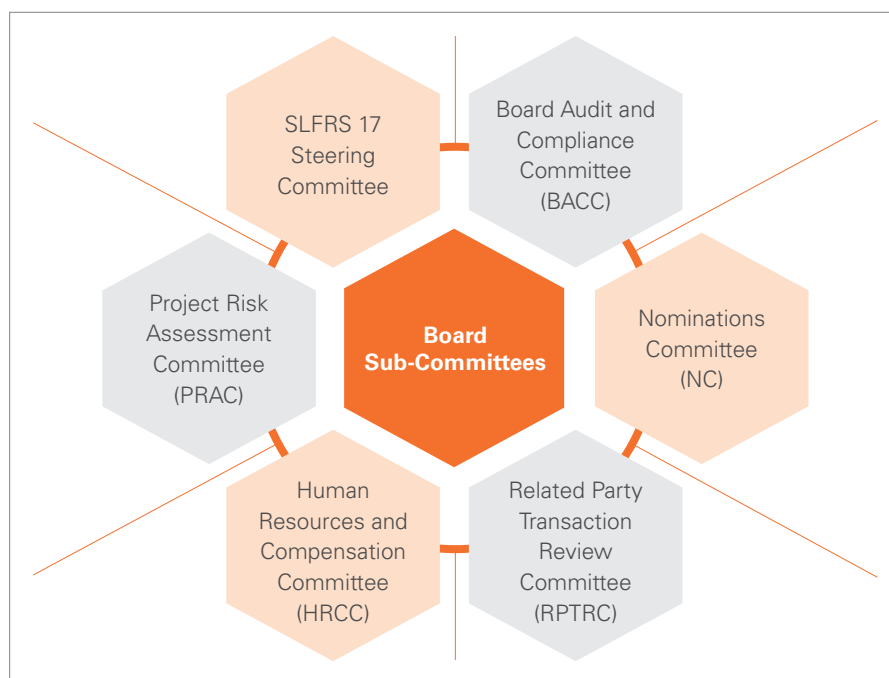 SLFRS 17
Steering
Committee
Board Audit and
Compliance
Committee
(BACC)
Project Risk
Assessment
Committee
(PRAC)
Board
Sub-Committees
Nominations
Committee
(NC)
Human
Resources and
Compensation
Committee
(HRCC)
Related Party
Transaction
Review
Committee
(RPTRC)